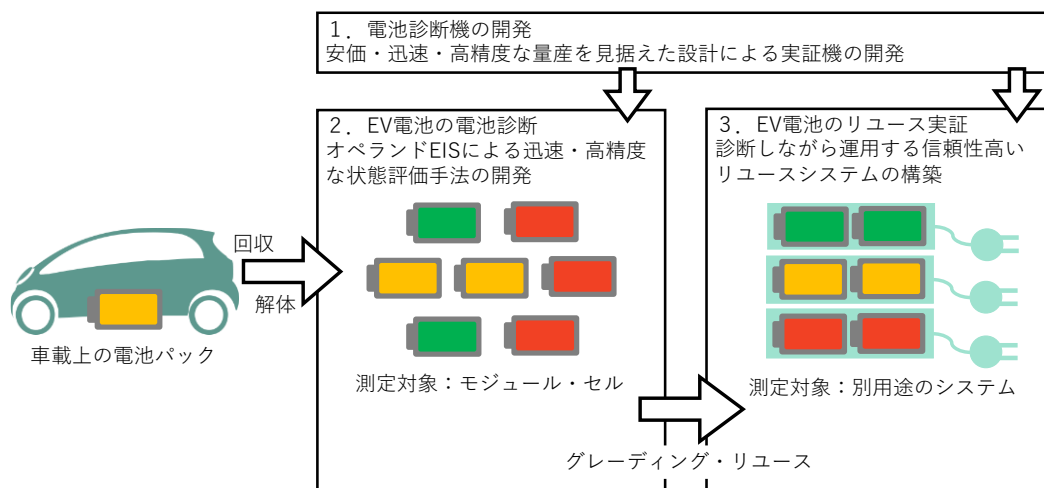 １．電池診断機の開発
安価・迅速・高精度な量産を見据えた設計による実証機の開発
２．EV電池の電池診断
オペランドEISによる迅速・高精度
な状態評価手法の開発
３．EV電池のリユース実証
診断しながら運用する信頼性高い
リユースシステムの構築
回収
解体
車載上の電池パック
測定対象：モジュール・セル
測定対象：別用途のシステム
グレーディング・リユース